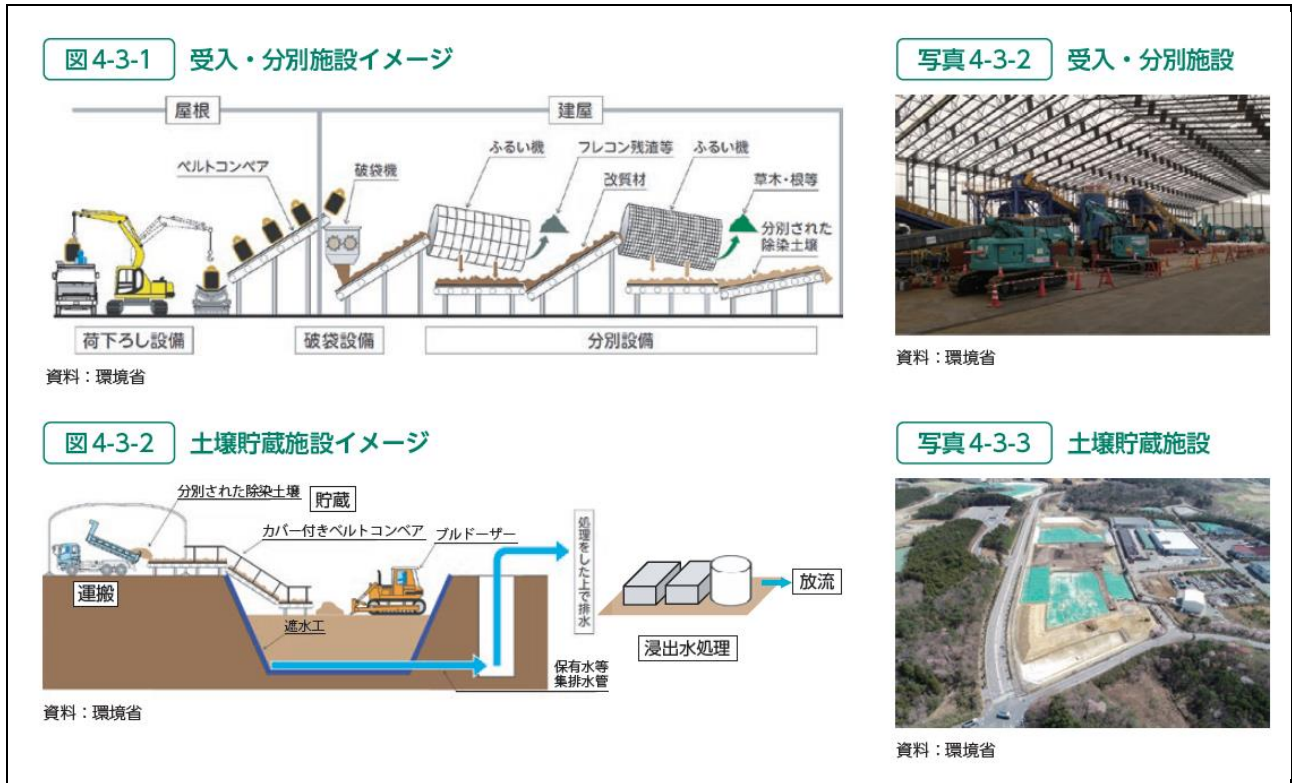 図4-3-1 受入・分別施設イメージ
屋根
建屋
ベルトコンベア
破袋機
ふるい機
フレコン残渣等
改質材
ふるい機
草木・根等
分別された
除染土壌
荷下ろし設備
破袋設備
分別設備
資料：環境省
写真4-3-2 受入・分別施設
資料：環境省
図4-3-2 土壌貯蔵施設イメージ
分別された除染土壌
貯蔵
カバー付きベルトコンベア
ブルドーザー
運搬
遮水工
保有水等
集排水管
処理をした上で排水
浸出水処理
放流
資料：環境省
写真4-3-3 土壌貯蔵施設
資料：環境省